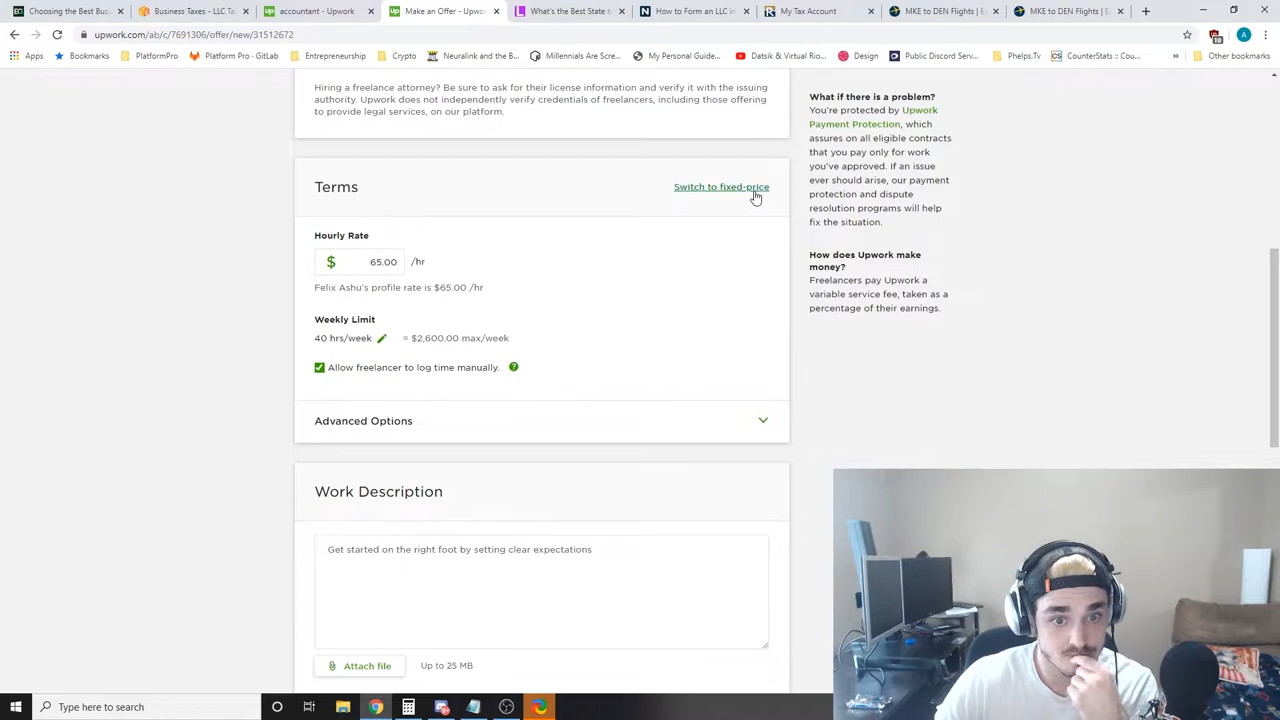 Choosing the Best Busin
Business Taxes - LLC Ta
accountant - Upwork
Make an Offer - Upwor
What's the Best State t
How to Form an LLC in
My Tax Account
MKE to DEN Flights | E
MKE to DEN Flights | E
upwork.com/ab/c/7691306/offer/new/31512672
Apps
Bookmarks
PlatformPro
Platform Pro - GitLab
Entrepreneurship
Crypto
Neuralink and the B...
Millennials Are Scre...
My Personal Guide...
Datsik & Virtual Rio...
Design
Public Discord Serv...
Phelps.Tv
CounterStats :: Cou...
»
Other bookmarks
Hiring a freelance attorney? Be sure to ask for their license information and verify it with the issuing
authority. Upwork does not independently verify credentials of freelancers, including those offering
to provide legal services, on our platform.
Terms
Switch to fixed-price
Hourly Rate
$ 65.00 /hr
Felix Ashu's profile rate is $65.00 /hr
Weekly Limit
40 hrs/week = $2,600.00 max/week
Allow freelancer to log time manually. ?
Advanced Options
Work Description
Get started on the right foot by setting clear expectations
Attach file Up to 25 MB
What if there is a problem?
You're protected by Upwork
Payment Protection, which
assures on all eligible contracts
that you pay only for work
you've approved. If an issue
ever should arise, our payment
protection and dispute
resolution programs will help
fix the situation.
How does Upwork make
money?
Freelancers pay Upwork a
variable service fee, taken as a
percentage of their earnings.
Type here to search